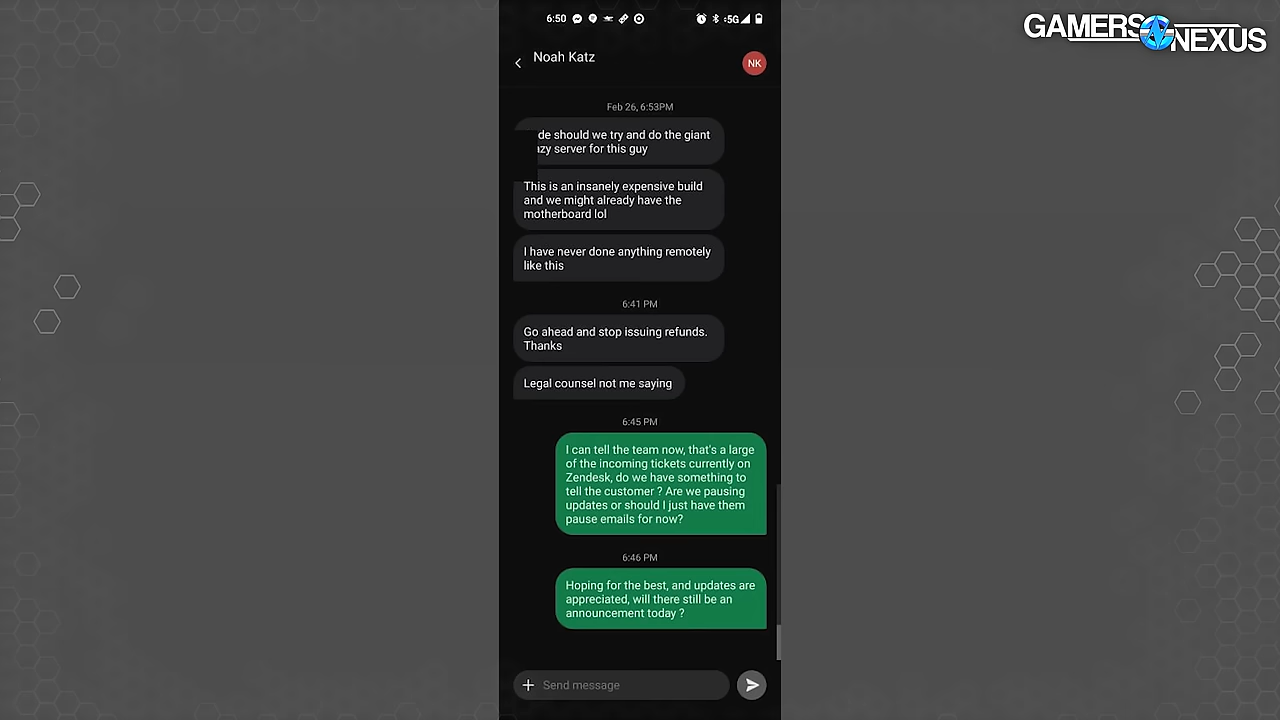 GAMERS NEXUS
6:50
5G
Noah Katz
NK
Feb 26, 6:53PM
de should we try and do the giant
azy server for this guy
This is an insanely expensive build
and we might already have the
motherboard lol
I have never done anything remotely
like this
6:41 PM
Go ahead and stop issuing refunds.
Thanks
Legal counsel not me saying
6:45 PM
I can tell the team now, that's a large
of the incoming tickets currently on
Zendesk, do we have something to
tell the customer ? Are we pausing
updates or should I just have them
pause emails for now?
6:46 PM
Hoping for the best, and updates are
appreciated, will there still be an
announcement today ?
Send message